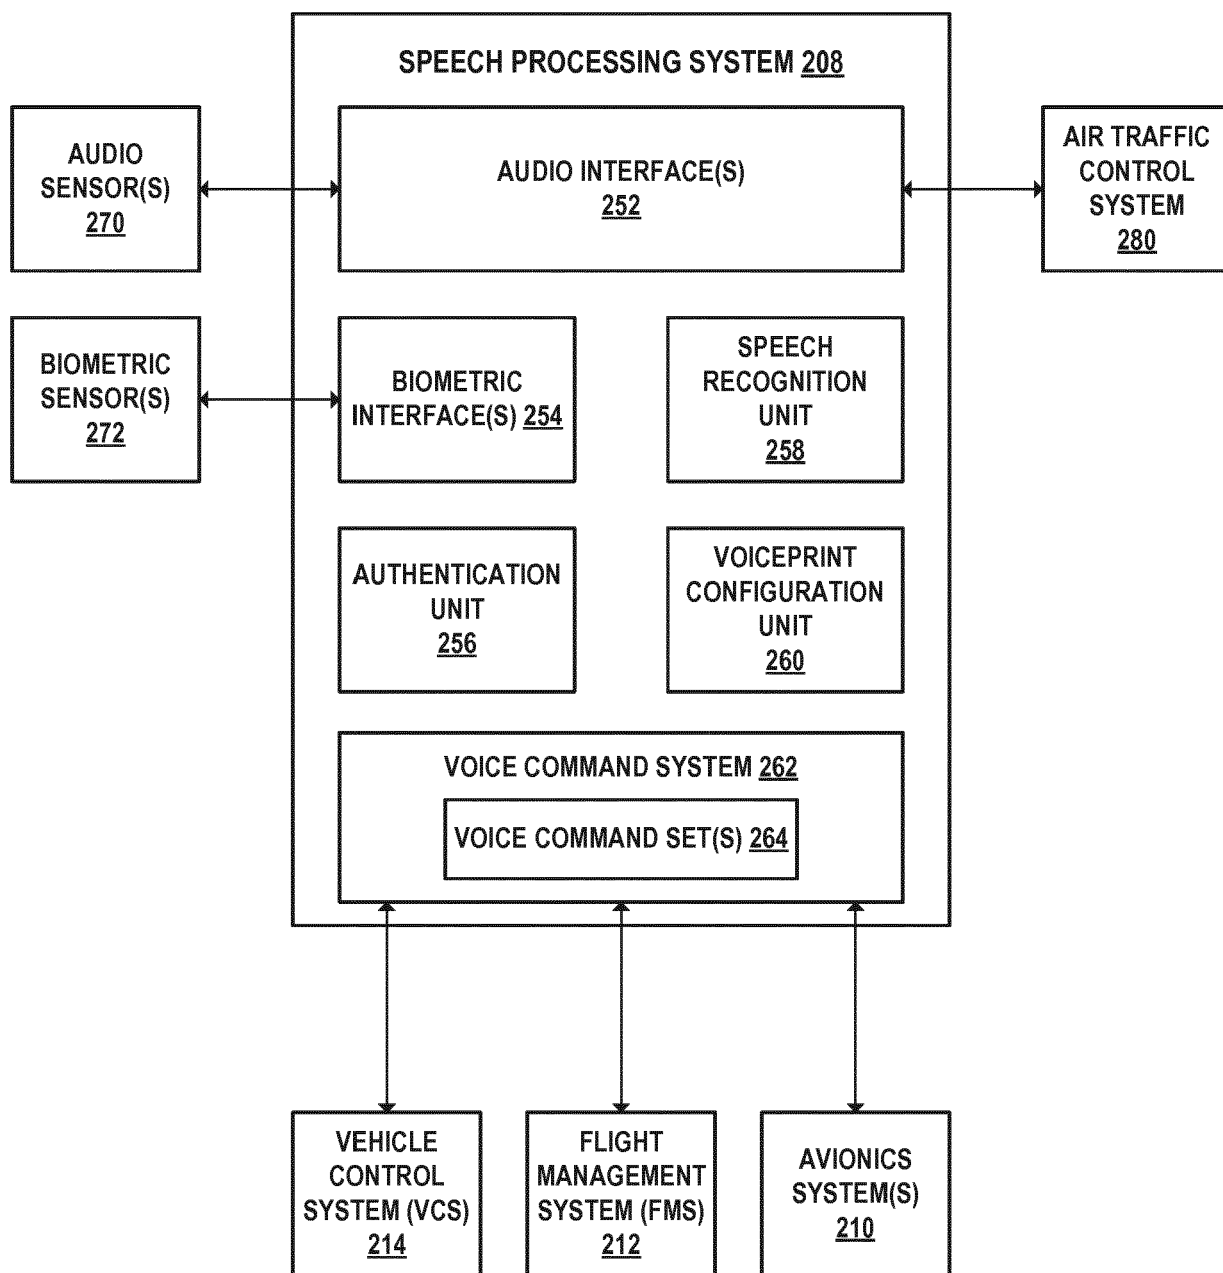 SPEECH PROCESSING SYSTEM 208
AUDIO
SENSOR(S)
270
AUDIO INTERFACE(S)
252
AIR TRAFFIC
CONTROL
SYSTEM
280
BIOMETRIC
SENSOR(S)
272
BIOMETRIC
INTERFACE(S) 254
SPEECH
RECOGNITION
UNIT
258
AUTHENTICATION
UNIT
256
VOICEPRINT
CONFIGURATION
UNIT
260
VOICE COMMAND SYSTEM 262
VOICE COMMAND SET(S) 264
VEHICLE
CONTROL
SYSTEM (VCS)
214
FLIGHT
MANAGEMENT
SYSTEM (FMS)
212
AVIONICS
SYSTEM(S)
210